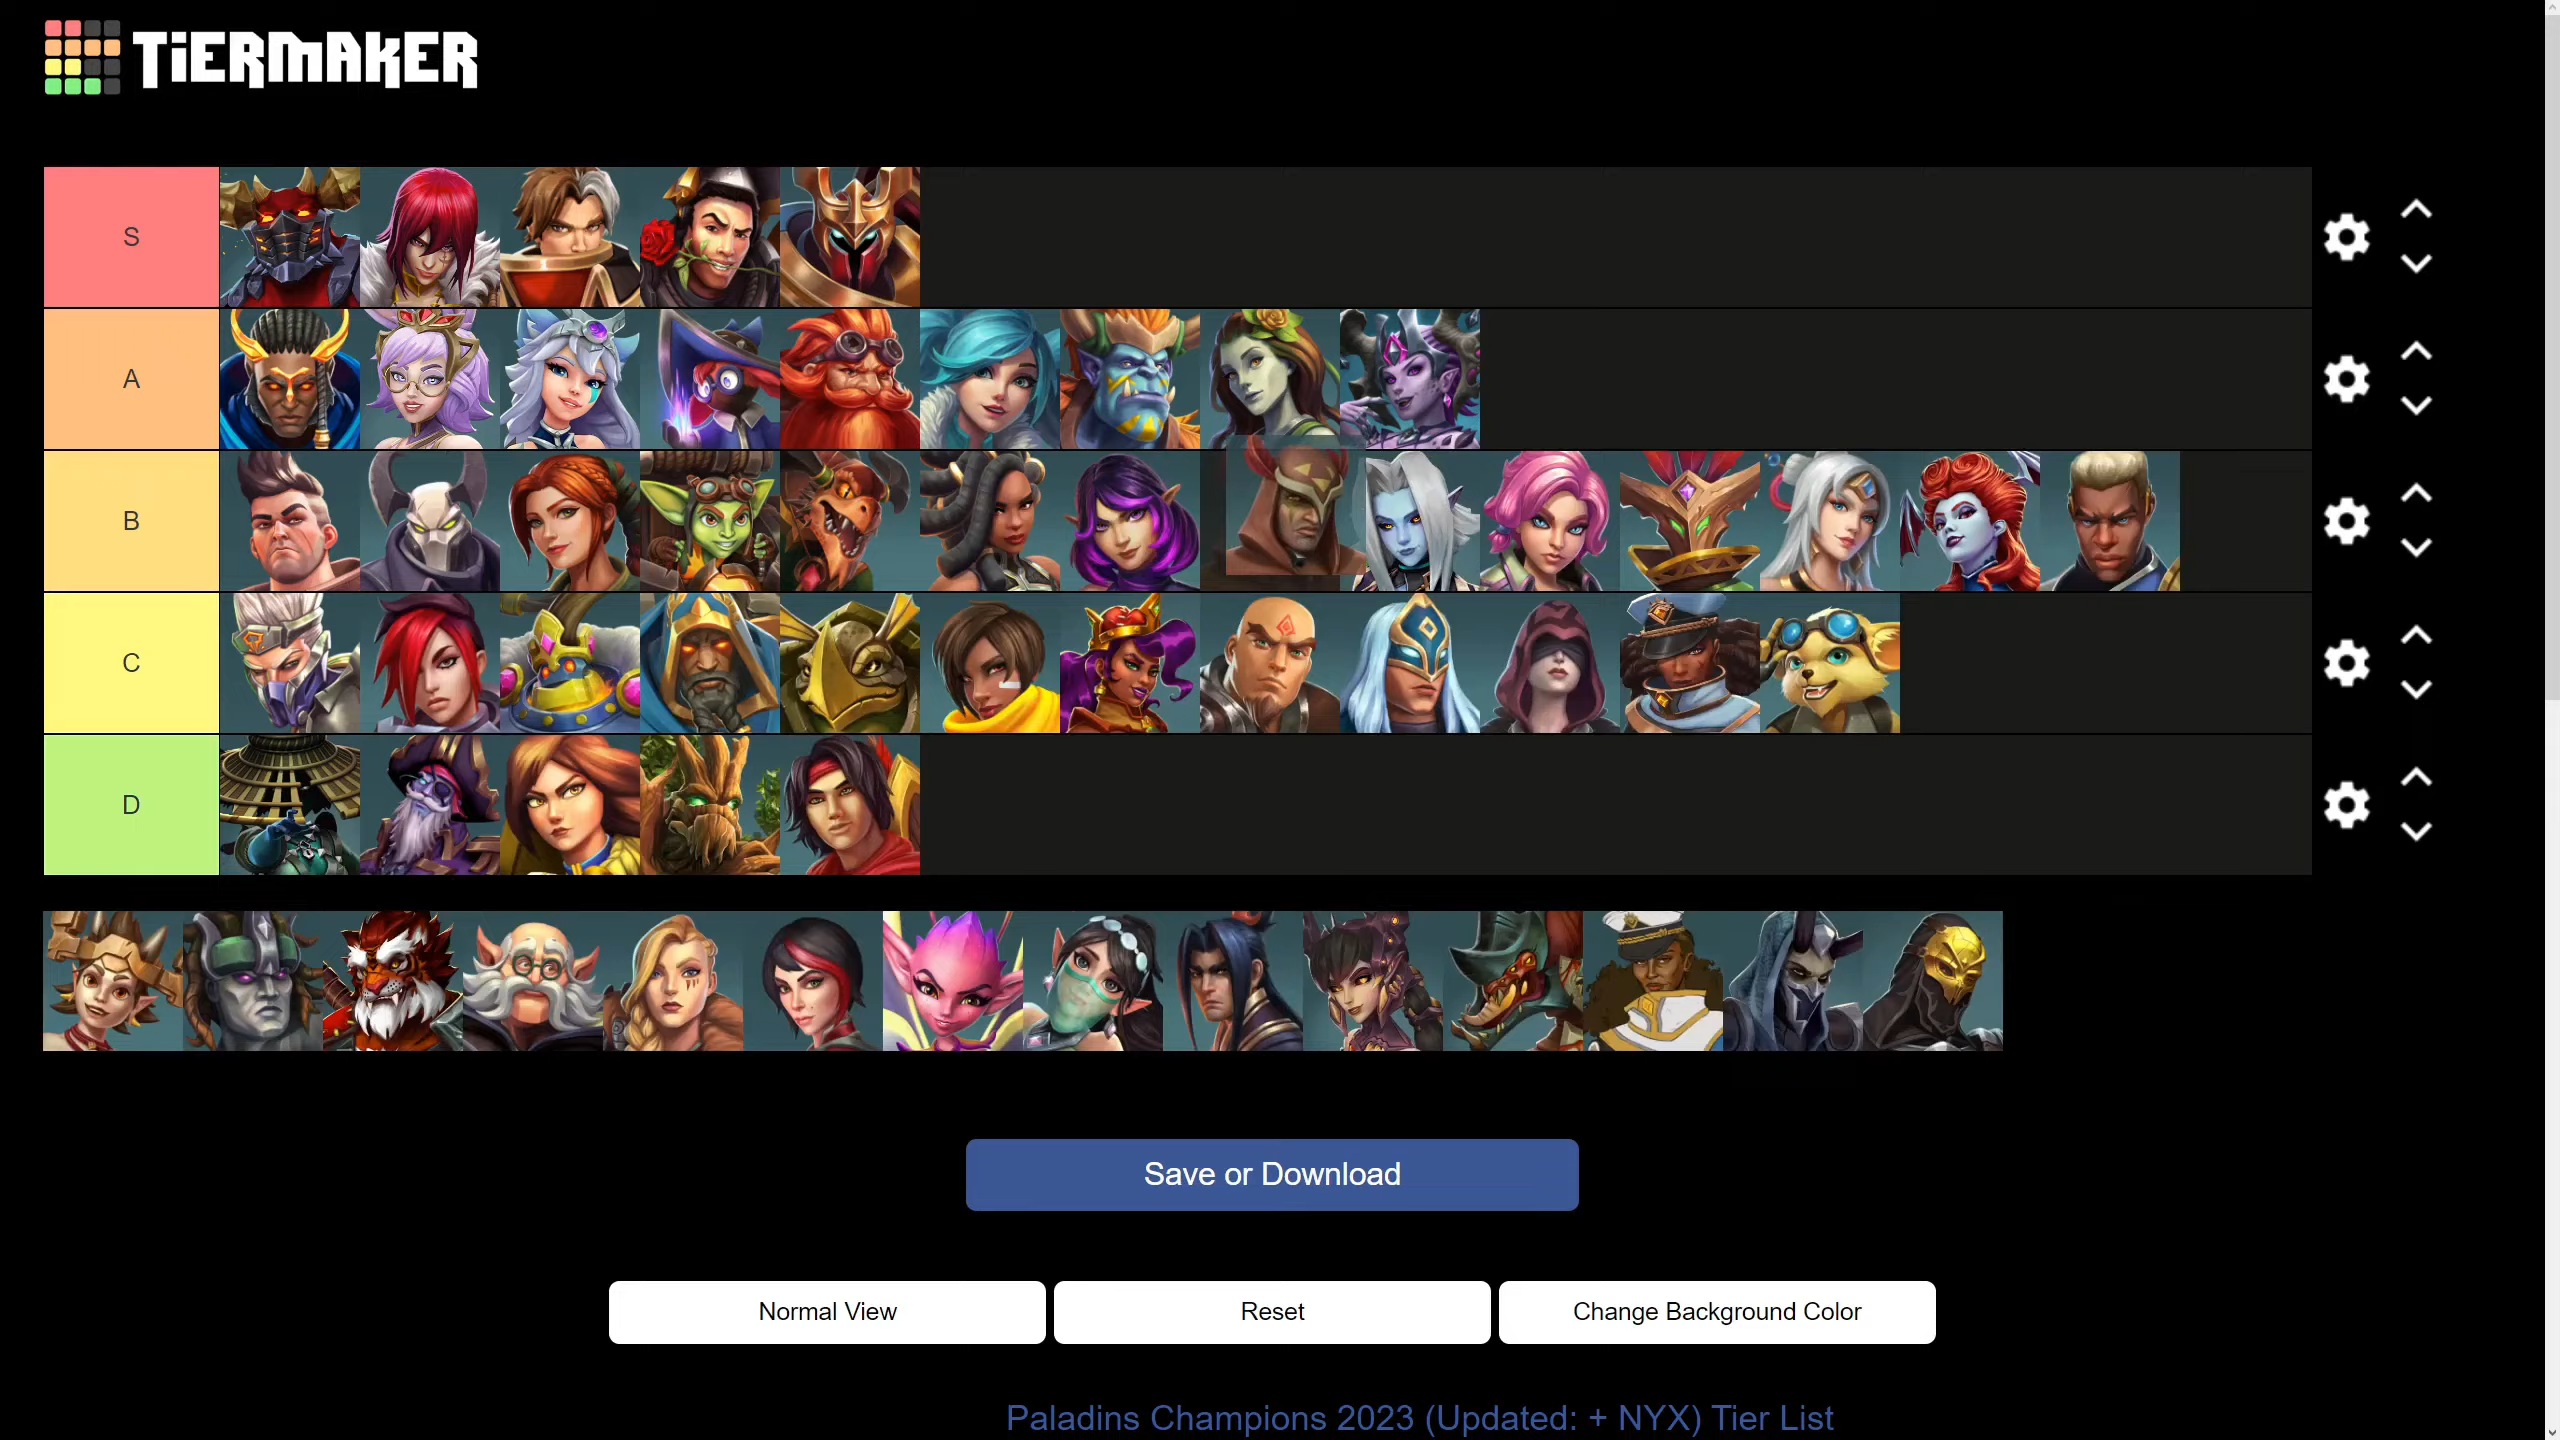 TiERMAKER
S
A
B
C
D
Save or Download
Normal View
Reset
Change Background Color
Paladins Champions 2023 (Updated: + NYX) Tier List